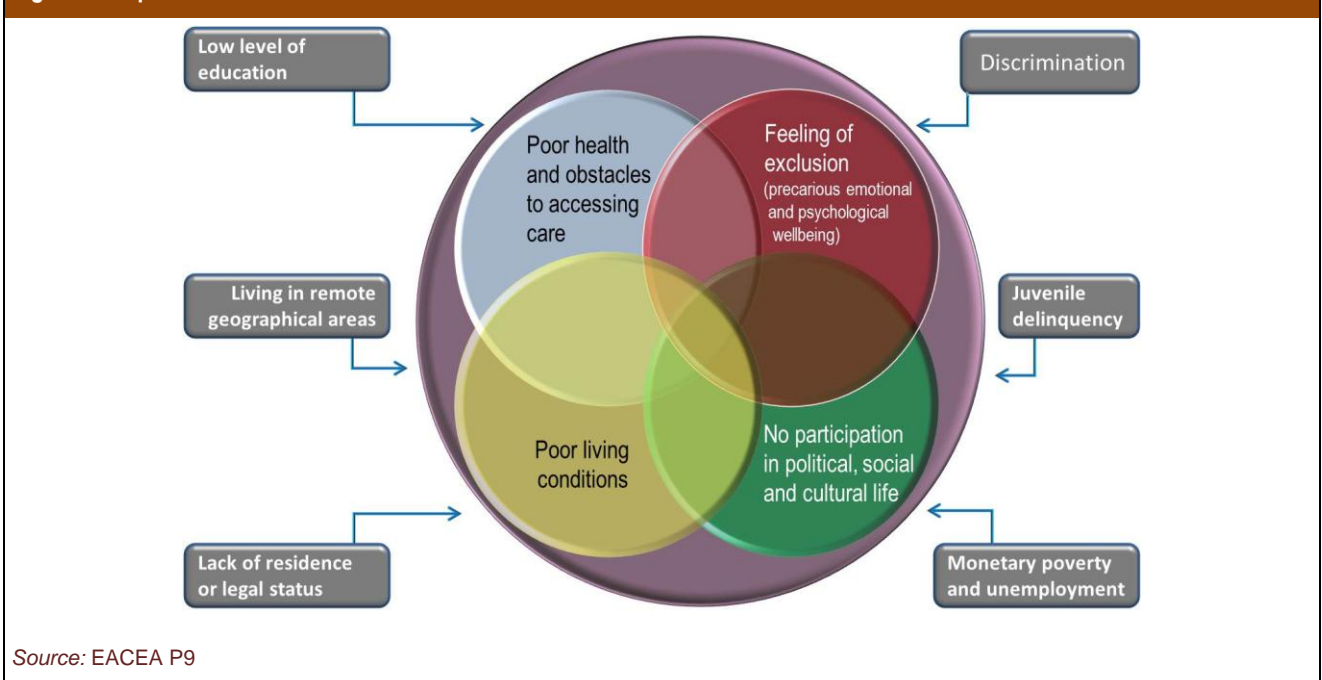 Low level of
education
Discrimination
Poor health
and obstacles
to accessing
care
Feeling of
exclusion
(precarious emotional
and psychological
wellbeing)
Living in remote
geographical areas
Juvenile
delinquency
Poor living
conditions
No participation
in political, social
and cultural life
Lack of residence
or legal status
Monetary poverty
and unemployment
Source: EACEA P9